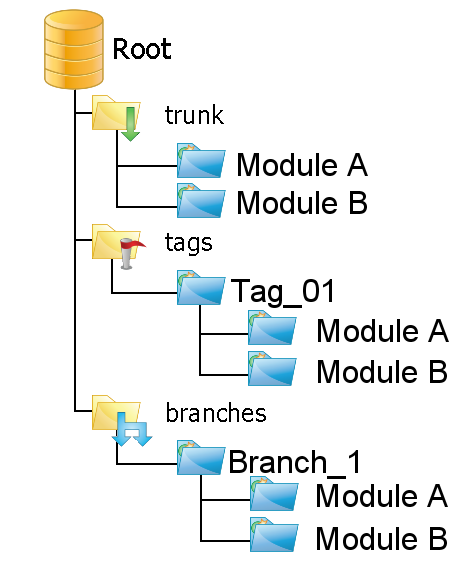 Root
trunk
Module A
Module B
tags
Tag_01
Module A
Module B
branches
Branch_1
Module A
Module B